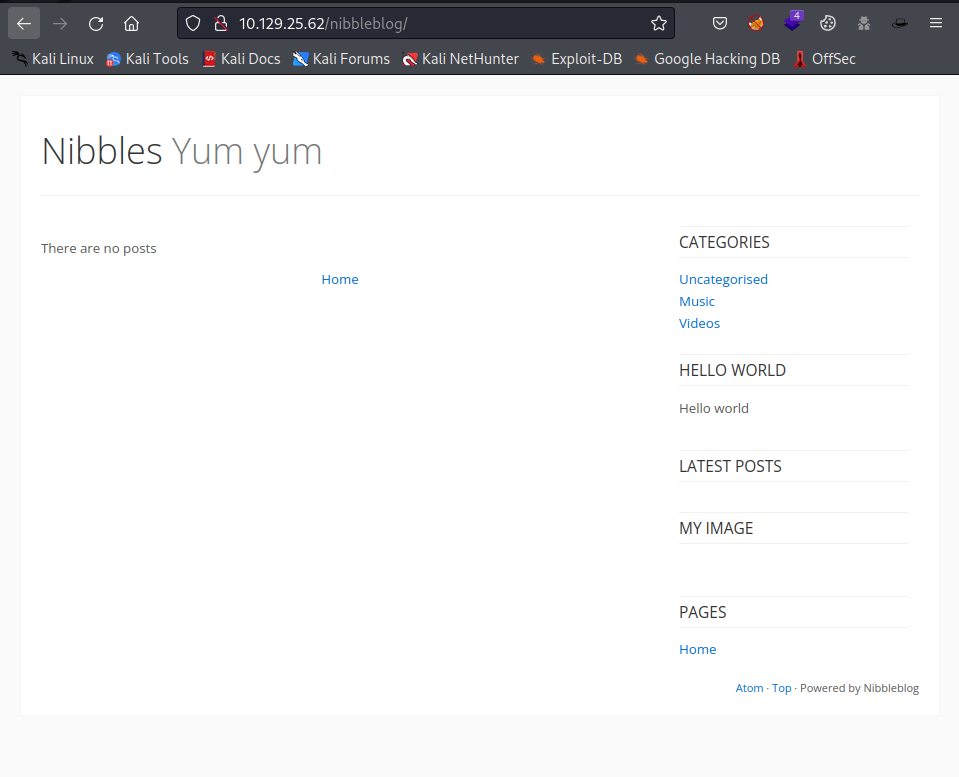 10.129.25.62/nibbleblog/
4
Kali Linux Kali Tools Kali Docs Kali Forums Kali NetHunter Exploit-DB Google Hacking DB OffSec
Nibbles Yum yum
There are no posts
Home
CATEGORIES
Uncategorised
Music
Videos
HELLO WORLD
Hello world
LATEST POSTS
MY IMAGE
PAGES
Home
Atom · Top · Powered by Nibbleblog